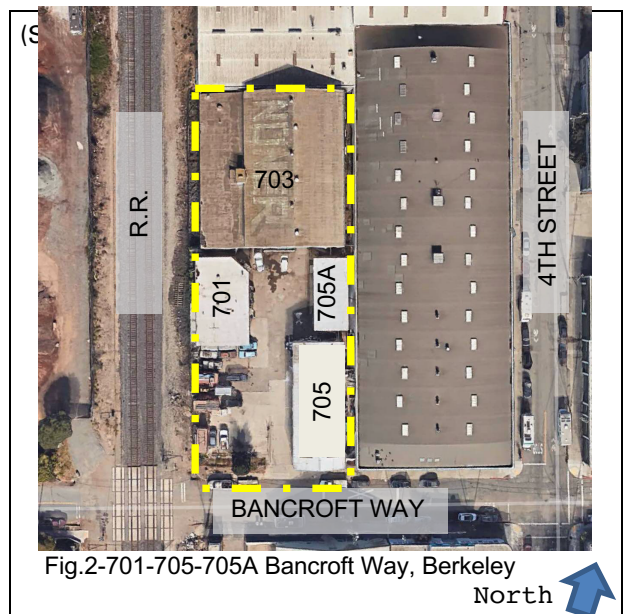 (S
703
R.R.
4TH STREET
701
705A
705
BANCROFT WAY
Fig.2-701-705-705A Bancroft Way, Berkeley
North